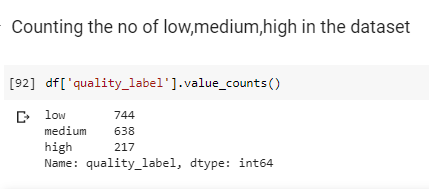 Counting the no of low,medium,high in the dataset
[92] df['quality_label'].value_counts()
low 744
medium 638
high 217
Name: quality_label, dtype: int64